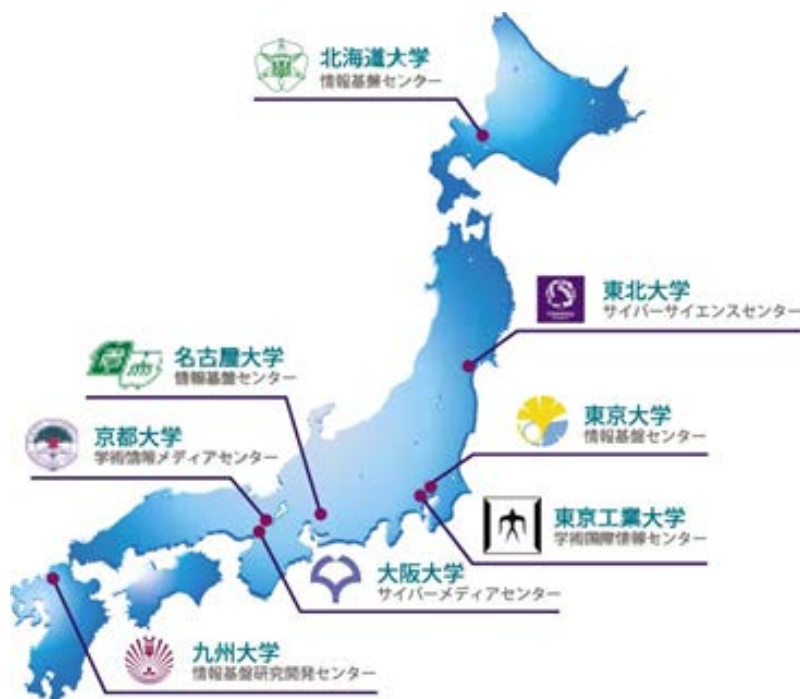 北海道大学
情報基盤センター
東北大学
サイバーサイエンスセンター
名古屋大学
情報基盤センター
京都大学
学術情報メディアセンター
東京大学
情報基盤センター
東京工業大学
学術国際情報センター
大阪大学
サイバーメディアセンター
九州大学
情報基盤研究開発センター